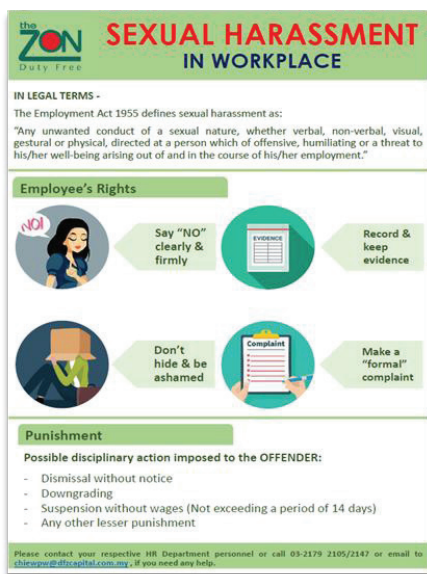 the
ZON
Duty Free
SEXUAL HARASSMENT
IN WORKPLACE
IN LEGAL TERMS -
The Employment Act 1955 defines sexual harassment as:
“Any unwanted conduct of a sexual nature, whether verbal, non-verbal, visual,
gestural or physical, directed at a person which of offensive, humiliating or a threat to
his/her well-being arising out of and in the course of his/her employment.”
Employee's Rights
NO!
Say “NO”
clearly &
firmly
EVIDENCE
Record &
keep
evidence
Don't
hide & be
ashamed
Complaint
Make a
“formal”
complaint
Punishment
Possible disciplinary action imposed to the OFFENDER:
- Dismissal without notice
- Downgrading
- Suspension without wages (Not exceeding a period of 14 days)
- Any other lesser punishment
Please contact your respective HR Department personnel or call 03-2179 2105/2147 or email to
chiewpw@dfzcapital.com.my , if you need any help.